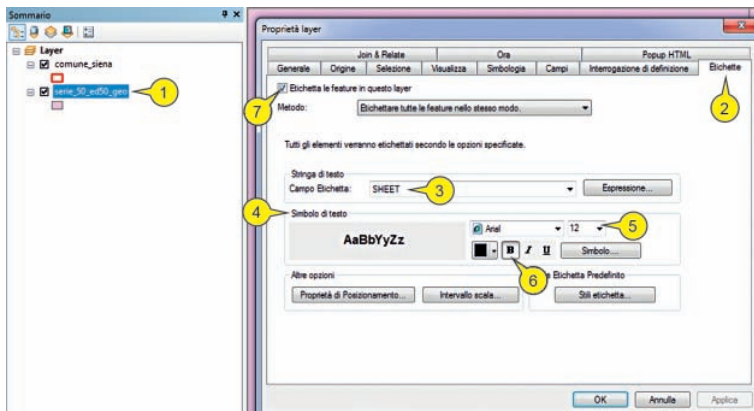 Sommario
Layer
comune_siena
serie_50_ed50_geo
1
Proprietà layer
Join & Relate
Ora
Popup HTML
Generale
Origine
Selezione
Visualizza
Simbologia
Campi
Interrogazione di definizione
Etichette
2
7
Etichetta le feature in questo layer
Metodo:
Etichettare tutte le feature nello stesso modo.
Tutti gli elementi verranno etichettati secondo le opzioni specificate.
Stringa di testo
Campo Etichetta:
SHEET
3
Espressione...
4
Simbolo di testo
AaBbYyZz
Arial
12
5
B I U
Simbolo...
6
Altre opzioni
Etichetta Predefinito
Proprietà di Posizionamento...
Intervallo scala...
Stili etichetta...
OK
Annulla
Applica